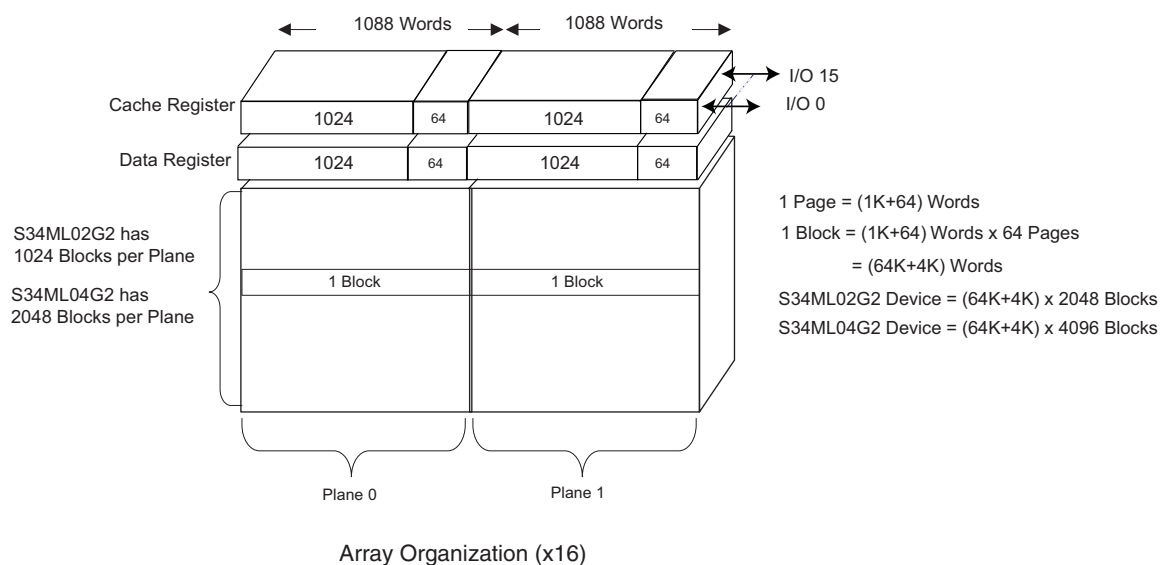 1088 Words 1088 Words
I/O 15
I/O 0
Cache Register
1024 64 1024 64
Data Register
1024 64 1024 64
S34ML02G2 has
1024 Blocks per Plane
S34ML04G2 has
2048 Blocks per Plane
1 Block 1 Block
1 Page = (1K+64) Words
1 Block = (1K+64) Words x 64 Pages
= (64K+4K) Words
S34ML02G2 Device = (64K+4K) x 2048 Blocks
S34ML04G2 Device = (64K+4K) x 4096 Blocks
Plane 0 Plane 1
Array Organization (x16)